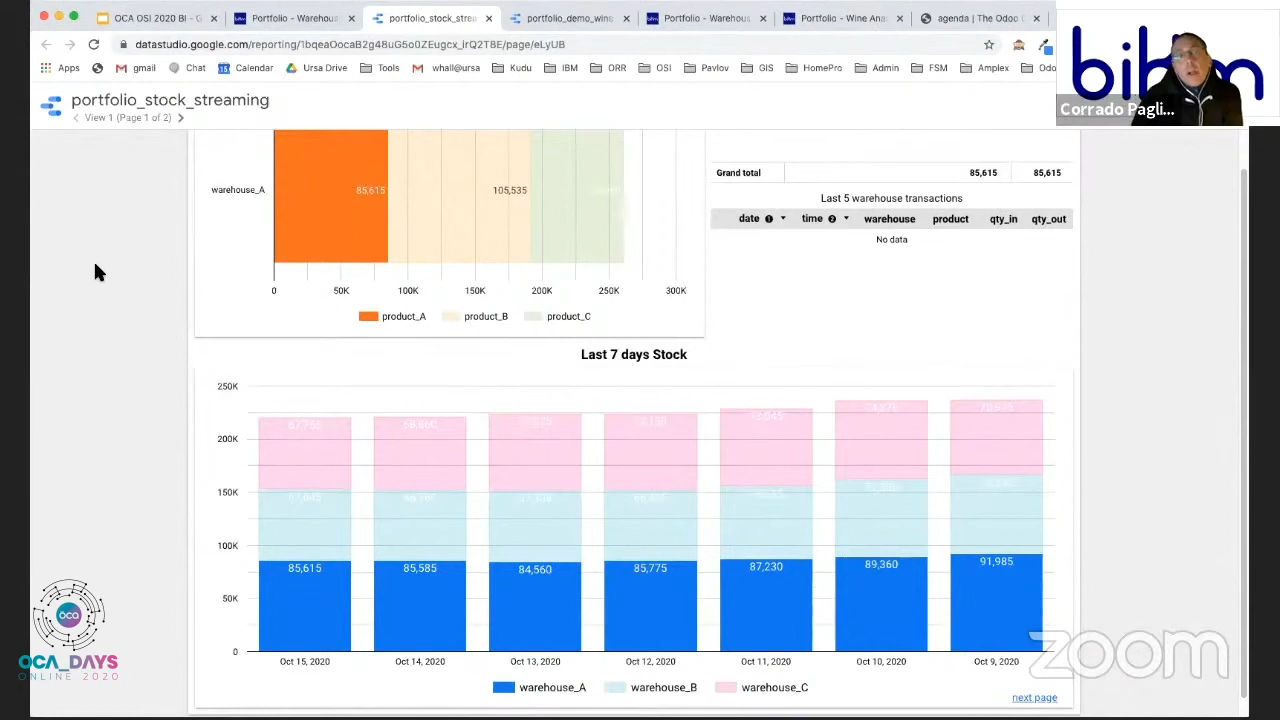 OCA OSI 2020 BI - G
Portfolio - Warehous
portfolio_stock_strea
portfolio_demo_wine
Portfolio - Warehous
Portfolio - Wine Ana
agenda | The Odoo C
datastudio.google.com/reporting/1bqeaOocaB2g48uG5o0ZEugcx_irQ2T8E/page/eLyUB
Apps
gmail
Chat
Calendar
Ursa Drive
Tools
whall@ursa
Kudu
IBM
ORR
OSI
Pavlov
GIS
HomePro
Admin
FSM
Amplex
Odo
Corrado Pagli...
portfolio_stock_streaming
View 1 (Page 1 of 2)
warehouse_A
85,615
105,535
0
50K
100K
150K
200K
250K
300K
product_A
product_B
product_C
Grand total 85,615 85,615
Last 5 warehouse transactions
date 1 time 2 warehouse product qty_in qty_out
No data
Last 7 days Stock
250K
200K
150K
100K
50K
0
85,615
85,585
84,560
85,775
87,230
89,360
91,985
Oct 15, 2020
Oct 14, 2020
Oct 13, 2020
Oct 12, 2020
Oct 11, 2020
Oct 10, 2020
Oct 9, 2020
warehouse_A
warehouse_B
warehouse_C
next page
oca
OCA_DAYS
ONLINE 2020
zoom